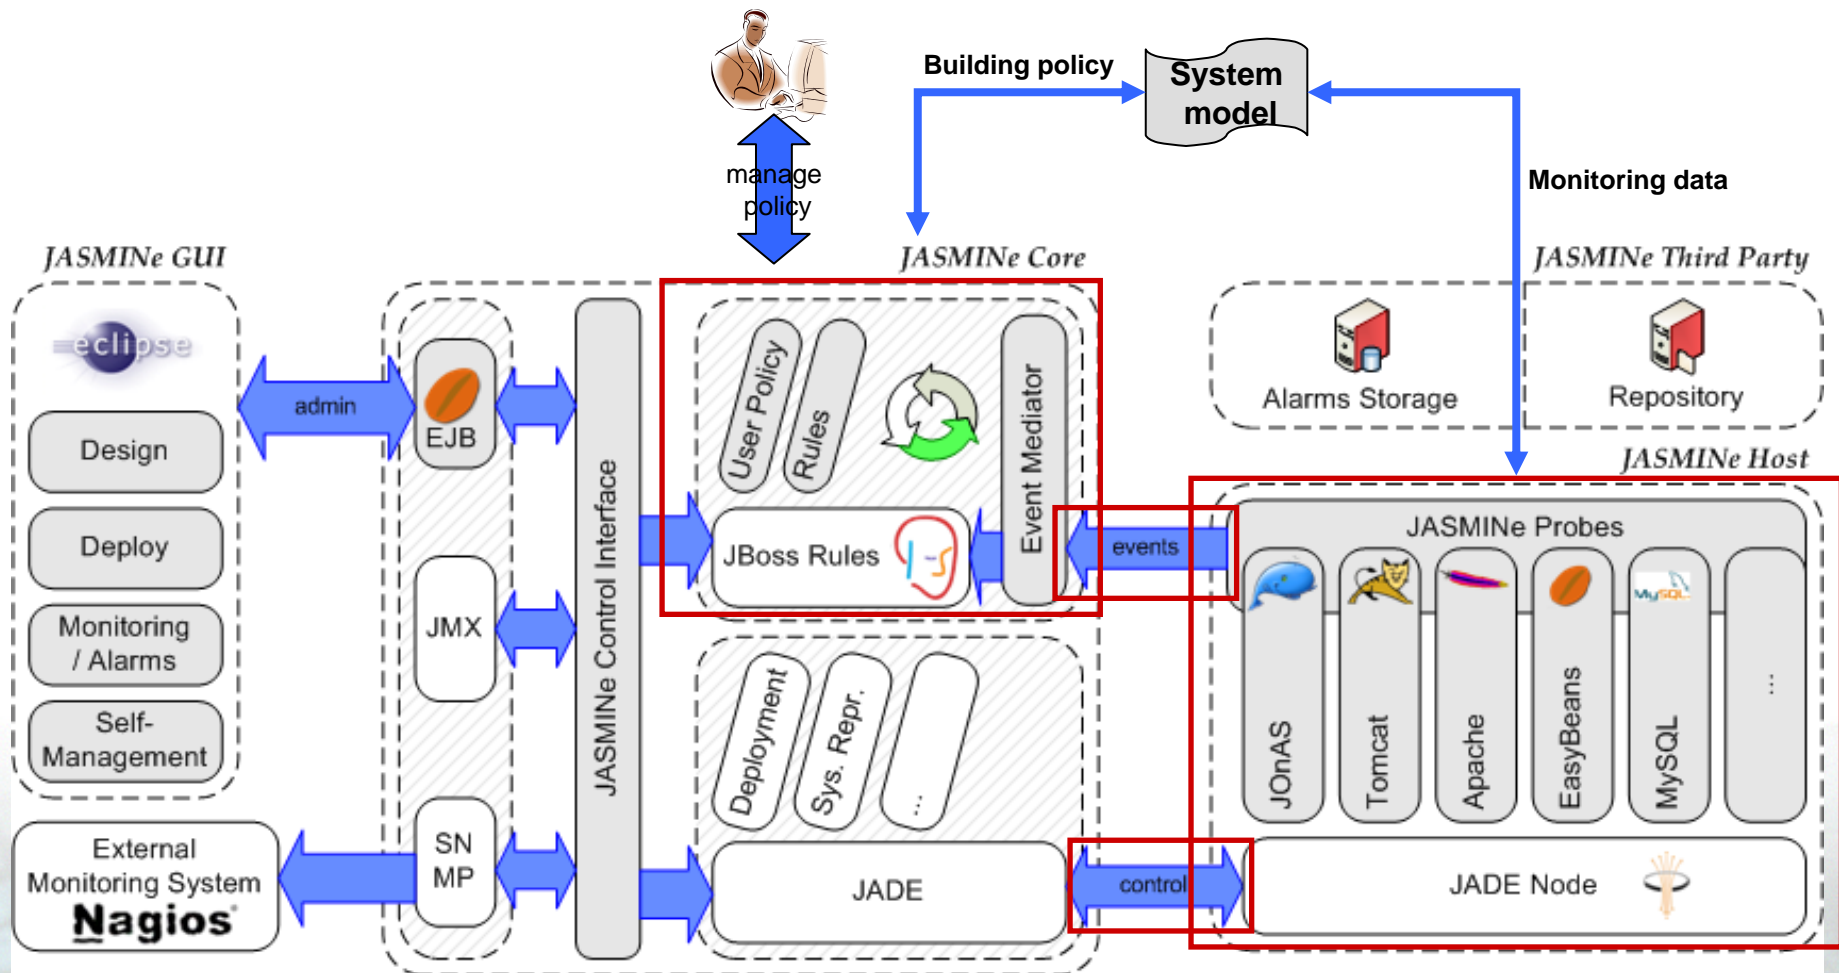 Building policy
System
model
manage
policy
Monitoring data
JASMINe GUI
JASMINe Core
JASMINe Third Party
eclipse
Design
Deploy
Monitoring
/ Alarms
Self-
Management
External
Monitoring System
Nagios
admin
EJB
JMX
SN
MP
JASMINe Control Interface
User Policy
Rules
JBoss Rules
Event Mediator
Deployment
Sys. Repr.
...
JADE
events
control
Alarms Storage
Repository
JASMINe Host
JASMINe Probes
JOnAS
Tomcat
Apache
EasyBeans
MySQL
MySQL
...
JADE Node